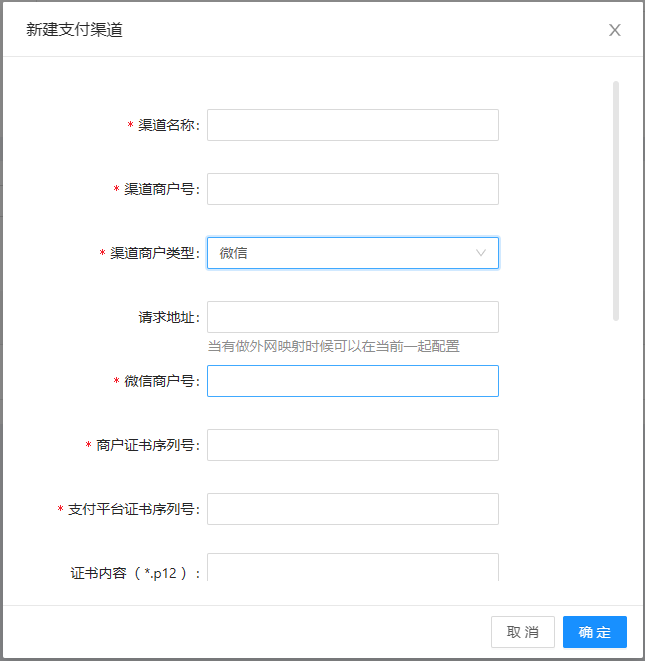 新建支付渠道
* 渠道名称:
* 渠道商户号:
* 渠道商户类型: 微信
请求地址:
当有做外网映射时候可以在当前一起配置
* 微信商户号:
* 商户证书序列号:
* 支付平台证书序列号:
证书内容（ *.p12 ）:
取 消 确 定